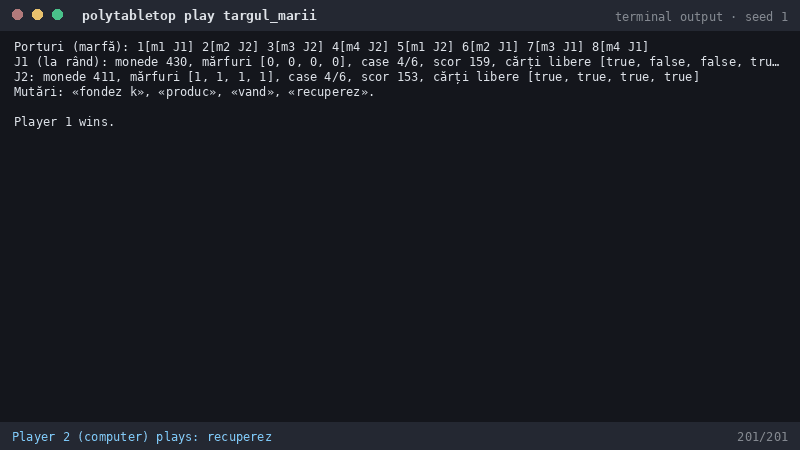 polytabletop play targul_marii
terminal output · seed 1
Porturi (marfă): 1[m1 J1] 2[m2 J2] 3[m3 J2] 4[m4 J2] 5[m1 J2] 6[m2 J1] 7[m3 J1] 8[m4 J1]
J1 (la rând): monede 430, mărfuri [0, 0, 0, 0], case 4/6, scor 159, cărți libere [true, false, false, tru…
J2: monede 411, mărfuri [1, 1, 1, 1], case 4/6, scor 153, cărți libere [true, true, true, true]
Mutări: «fondez k», «produc», «vand», «recuperez».
Player 1 wins.
Player 2 (computer) plays: recuperez
201/201